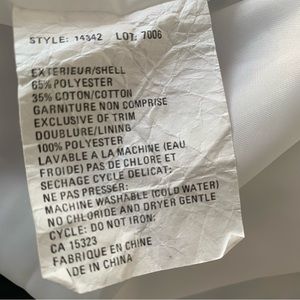 STYLE: 14342 LOT: 7006
EXTERIEUR/SHELL
65% POLYESTER
35% COTON/COTTON
GARNITURE NON COMPRISE
EXCLUSIVE OF TRIM
DOUBLURE/LINING
100% POLYESTER
LAVABLE A LA MACHINE (EAU
FROIDE) PAS DE CHLORE ET
SECHAGE CYCLE DELICAT:
NE PAS PRESSER:
MACHINE WASHABLE (COLD WATER)
NO CHLORIDE AND DRYER GENTLE
CYCLE: DO NOT IRON:
CA 15323
FABRIQUE EN CHINE
ADE IN CHINA